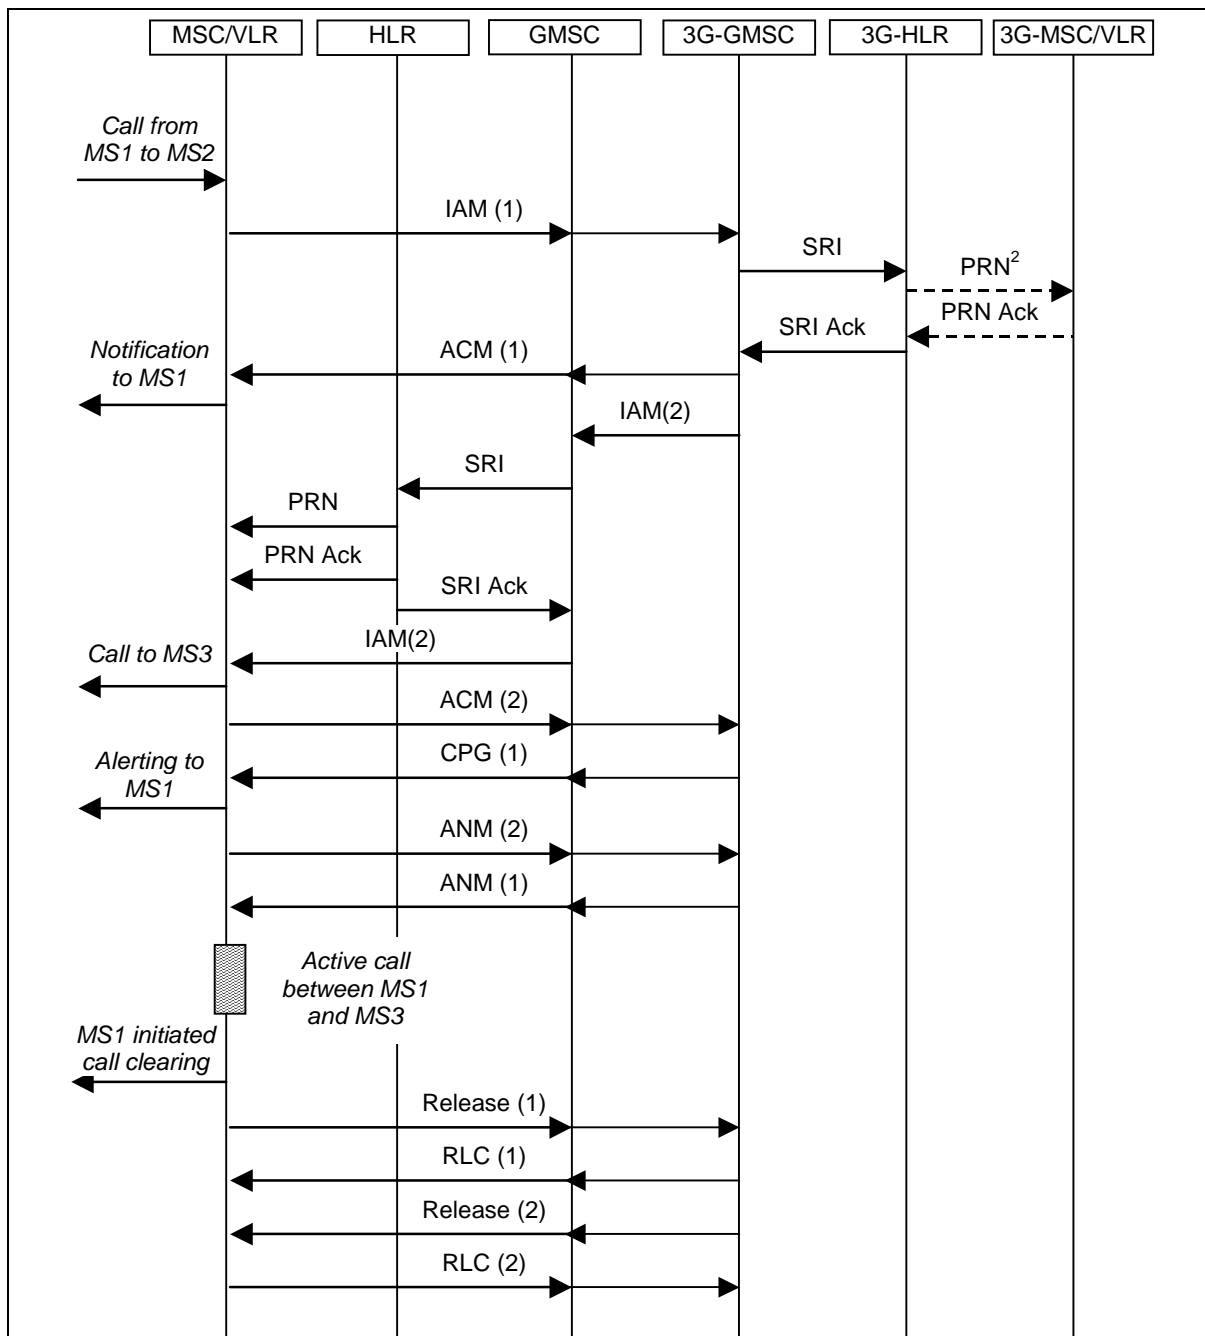 MSC/VLR HLR GMSC 3G-GMSC 3G-HLR 3G-MSC/VLR
Call from
MS1 to MS2
IAM (1)
SRI
PRN²
PRN Ack
SRI Ack
Notification
to MS1
ACM (1)
IAM(2)
SRI
PRN
PRN Ack
SRI Ack
IAM(2)
Call to MS3
ACM (2)
CPG (1)
Alerting to
MS1
ANM (2)
ANM (1)
Active call
between MS1
and MS3
MS1 initiated
call clearing
Release (1)
RLC (1)
Release (2)
RLC (2)